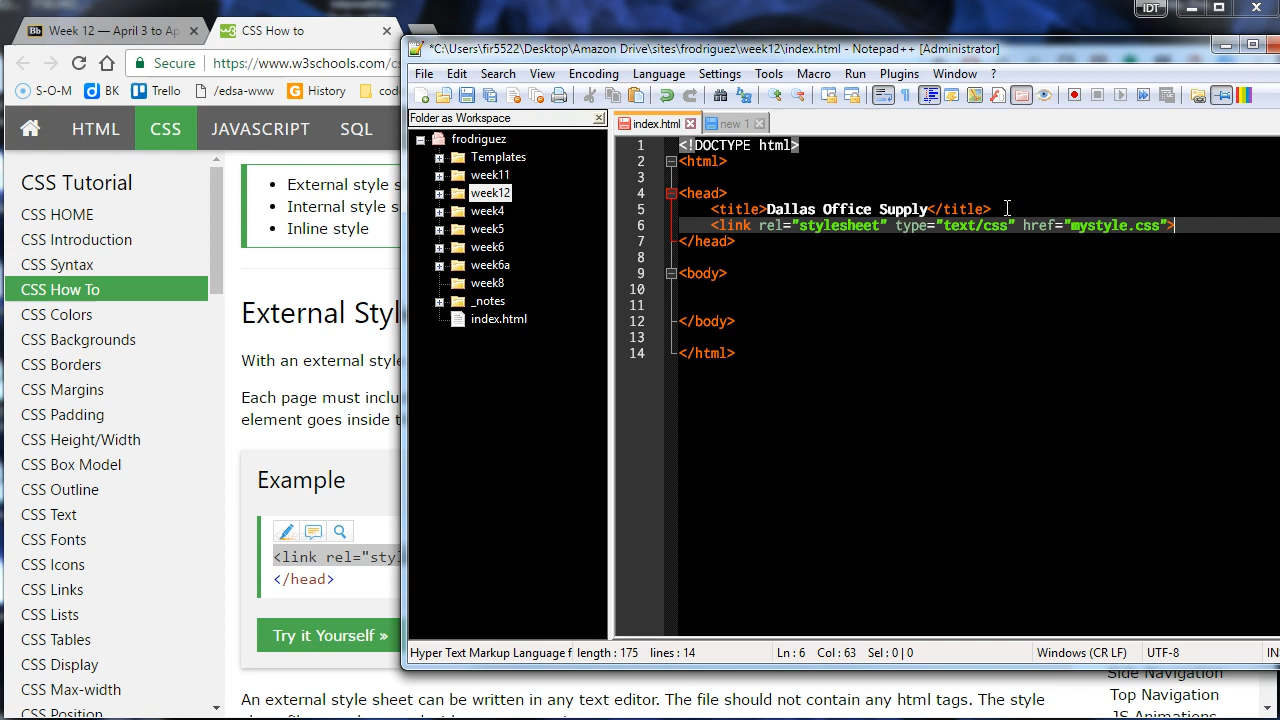 IDT
Week 12 — April 3 to Ap
CSS How to
Secure
https://www.w3schools.com/cs
S-O-M
BK
Trello
/edsa-www
History
cod
HTML
CSS
JAVASCRIPT
SQL
CSS Tutorial
CSS HOME
CSS Introduction
CSS Syntax
CSS How To
CSS Colors
CSS Backgrounds
CSS Borders
CSS Margins
CSS Padding
CSS Height/Width
CSS Box Model
CSS Outline
CSS Text
CSS Fonts
CSS Icons
CSS Links
CSS Lists
CSS Tables
CSS Display
CSS Max-width
CSS Position
External style s
Internal style s
Inline style
External Styl
With an external style
Each page must inclu
element goes inside t
Example
<link rel="styl
</head>
Try it Yourself »
An external style sheet can be written in any text editor. The file should not contain any html tags. The style
Side Navigation
Top Navigation
JS Animations
*C:\Users\fir5522\Desktop\Amazon Drive\sites\frodriguez\week12\index.html - Notepad++ [Administrator]
File Edit Search View Encoding Language Settings Tools Macro Run Plugins Window ?
Folder as Workspace
frodriguez
Templates
week11
week12
week4
week5
week6
week6a
week8
_notes
index.html
index.html
new 1
1 <!DOCTYPE html>
2 <html>
3
4 <head>
5 <title>Dallas Office Supply</title>
6 <link rel="stylesheet" type="text/css" href="mystyle.css">
7 </head>
8
9 <body>
10
11
12 </body>
13
14 </html>
Hyper Text Markup Language f
length : 175 lines : 14
Ln : 6 Col : 63 Sel : 0 | 0
Windows (CR LF)
UTF-8
IN